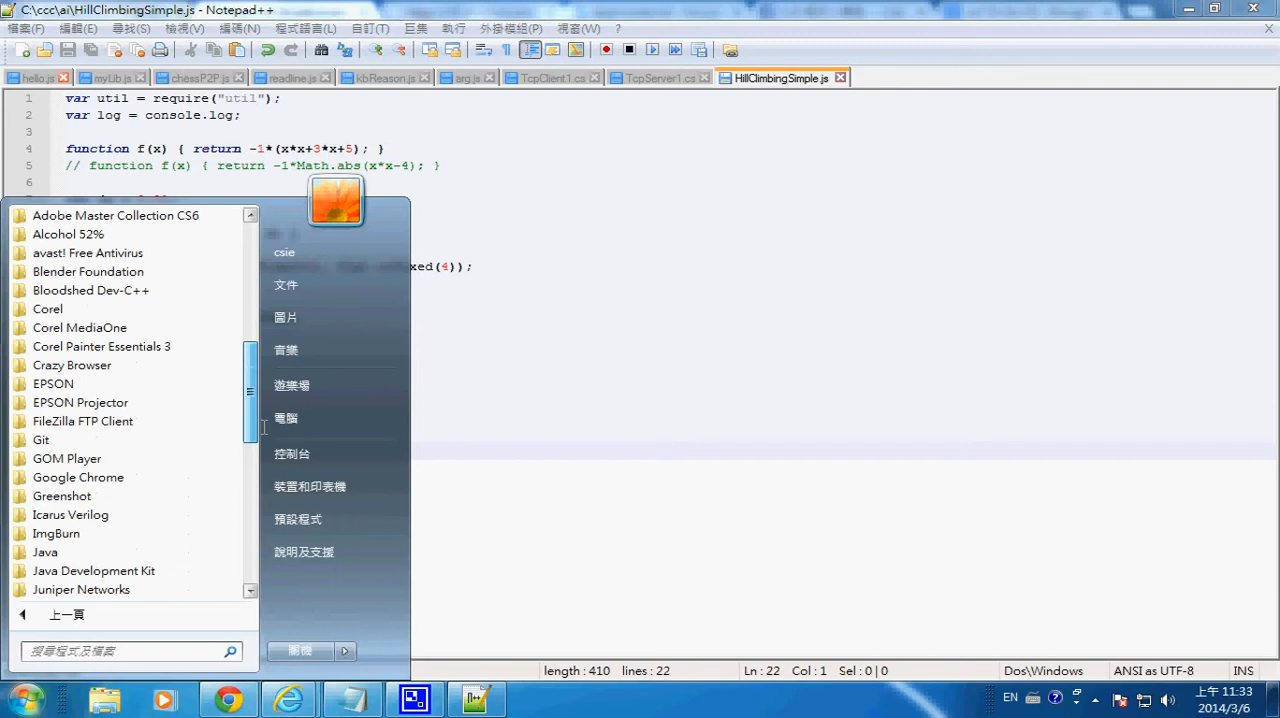 C:\ccc\ai\HillClimbingSimple.js - Notepad++
檔案(F) 編輯(E) 尋找(S) 檢視(V) 編碼(N) 程式語言(L) 自訂(T) 巨集 執行 外掛模組(P) 視窗(W) ?
hello.js myLib.js chessP2P.js readline.js kbReason.js arg.js TcpClient1.cs TcpServer1.cs HillClimbingSimple.js
1 var util = require("util");
2 var log = console.log;
3
4 function f(x) { return -1*(x*x+3*x+5); }
5 // function f(x) { return -1*Math.abs(x*x-4); }
6
xed(4));
Adobe Master Collection CS6
Alcohol 52%
avast! Free Antivirus
Blender Foundation
Bloodshed Dev-C++
Corel
Corel MediaOne
Corel Painter Essentials 3
Crazy Browser
EPSON
EPSON Projector
FileZilla FTP Client
Git
GOM Player
Google Chrome
Greenshot
Icarus Verilog
ImgBurn
Java
Java Development Kit
Juniper Networks
上一頁
搜尋程式及檔案
csie
文件
圖片
音樂
遊樂場
電腦
控制台
裝置和印表機
預設程式
說明及支援
關機
length : 410 lines : 22 Ln : 22 Col : 1 Sel : 0 | 0 Dos\Windows ANSI as UTF-8 INS
EN 上午 11:33
2014/3/6